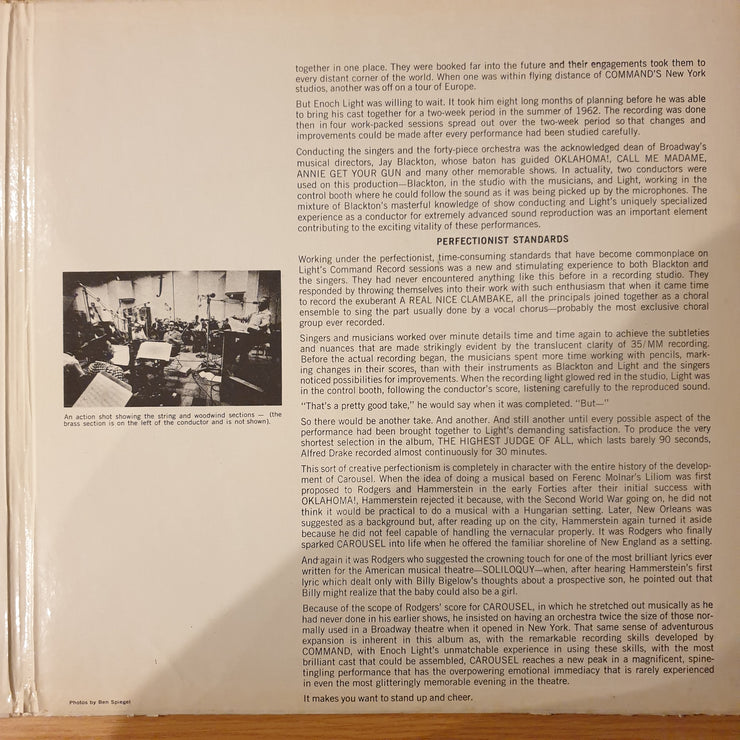 together in one place. They were booked far into the future and their engagements took them to
every distant corner of the world. When one was within flying distance of COMMAND'S New York
studios, another was off on a tour of Europe.
But Enoch Light was willing to wait. It took him eight long months of planning before he was able
to bring his cast together for a two-week period in the summer of 1962. The recording was done
then in four work-packed sessions spread out over the two-week period so that changes and
improvements could be made after every performance had been studied carefully.
Conducting the singers and the forty-piece orchestra was the acknowledged dean of Broadway's
musical directors, Jay Blackton, whose baton has guided OKLAHOMA!, CALL ME MADAME,
ANNIE GET YOUR GUN and many other memorable shows. In actuality, two conductors were
used on this production—Blackton, in the studio with the musicians, and Light, working in the
control booth where he could follow the sound as it was being picked up by the microphones. The
mixture of Blackton's masterful knowledge of show conducting and Light's uniquely specialized
experience as a conductor for extremely advanced sound reproduction was an important element
contributing to the exciting vitality of these performances.
PERFECTIONIST STANDARDS
Working under the perfectionist, time-consuming standards that have become commonplace on
Light's Command Record sessions was a new and stimulating experience to both Blackton and
the singers. They had never encountered anything like this before in a recording studio. They
responded by throwing themselves into their work with such enthusiasm that when it came time
to record the exuberant A REAL NICE CLAMBAKE, all the principals joined together as a choral
ensemble to sing the part usually done by a vocal chorus—probably the most exclusive choral
group ever recorded.
Singers and musicians worked over minute details time and time again to achieve the subtleties
and nuances that are made strikingly evident by the translucent clarity of 35/MM recording.
Before the actual recording began, the musicians spent more time working with pencils, mark-
ing changes in their scores, than with their instruments as Blackton and Light and the singers
noticed possibilities for improvements. When the recording light glowed red in the studio, Light was
in the control booth, following the conductor's score, listening carefully to the reproduced sound.
"That's a pretty good take," he would say when it was completed. "But—"
So there would be another take. And another. And still another until every possible aspect of the
performance had been brought together to Light's demanding satisfaction. To produce the very
shortest selection in the album, THE HIGHEST JUDGE OF ALL, which lasts barely 90 seconds,
Alfred Drake recorded almost continuously for 30 minutes.
This sort of creative perfectionism is completely in character with the entire history of the develop-
ment of Carousel. When the idea of doing a musical based on Ferenc Molnar's Liliom was first
proposed to Rodgers and Hammerstein in the early Forties after their initial success with
OKLAHOMA!, Hammerstein rejected it because, with the Second World War going on, he did not
think it would be practical to do a musical with a Hungarian setting. Later, New Orleans was
suggested as a background but, after reading up on the city, Hammerstein again turned it aside
because he did not feel capable of handling the vernacular properly. It was Rodgers who finally
sparked CAROUSEL into life when he offered the familiar shoreline of New England as a setting.
And again it was Rodgers who suggested the crowning touch for one of the most brilliant lyrics ever
written for the American musical theatre—SOLILOQUY—when, after hearing Hammerstein's first
lyric which dealt only with Billy Bigelow's thoughts about a prospective son, he pointed out that
Billy might realize that the baby could also be a girl.
Because of the scope of Rodgers' score for CAROUSEL, in which he stretched out musically as he
had never done in his earlier shows, he insisted on having an orchestra twice the size of those nor-
mally used in a Broadway theatre when it opened in New York. That same sense of adventurous
expansion is inherent in this album as, with the remarkable recording skills developed by
COMMAND, with Enoch Light's unmatchable experience in using these skills, with the most
brilliant cast that could be assembled, CAROUSEL reaches a new peak in a magnificent, spine-
tingling performance that has the overpowering emotional immediacy that is rarely experienced
in even the most glitteringly memorable evening in the theatre.
It makes you want to stand up and cheer.
An action shot showing the string and woodwind sections — (the
brass section is on the left of the conductor and is not shown).
Photos by Ben Spiegel